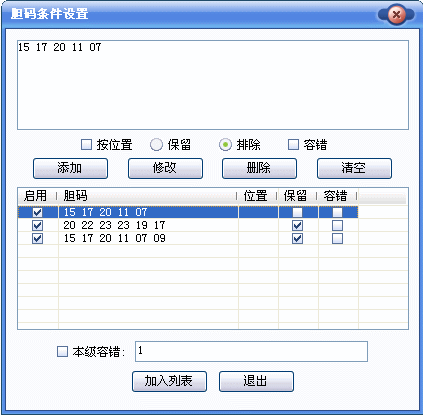 胆码条件设置
15 17 20 11 07
按位置 保留 排除 容错
添加 修改 删除 清空
启用 胆码 位置 保留 容错
15 17 20 11 07
20 22 23 23 19 17
15 17 20 11 07 09
本级容错: 1
加入列表 退出